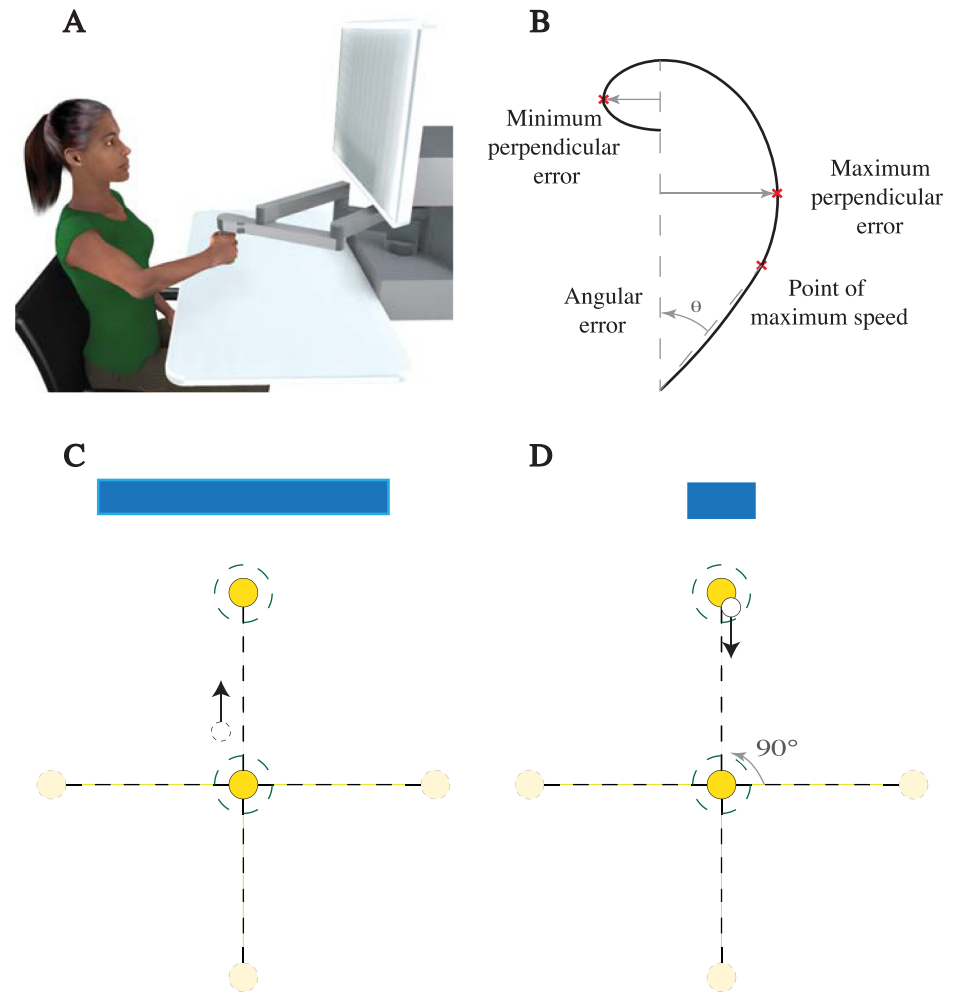 A
B
Minimum
perpendicular
error
Maximum
perpendicular
error
Angular
error
θ
Point of
maximum speed
C
D
90°